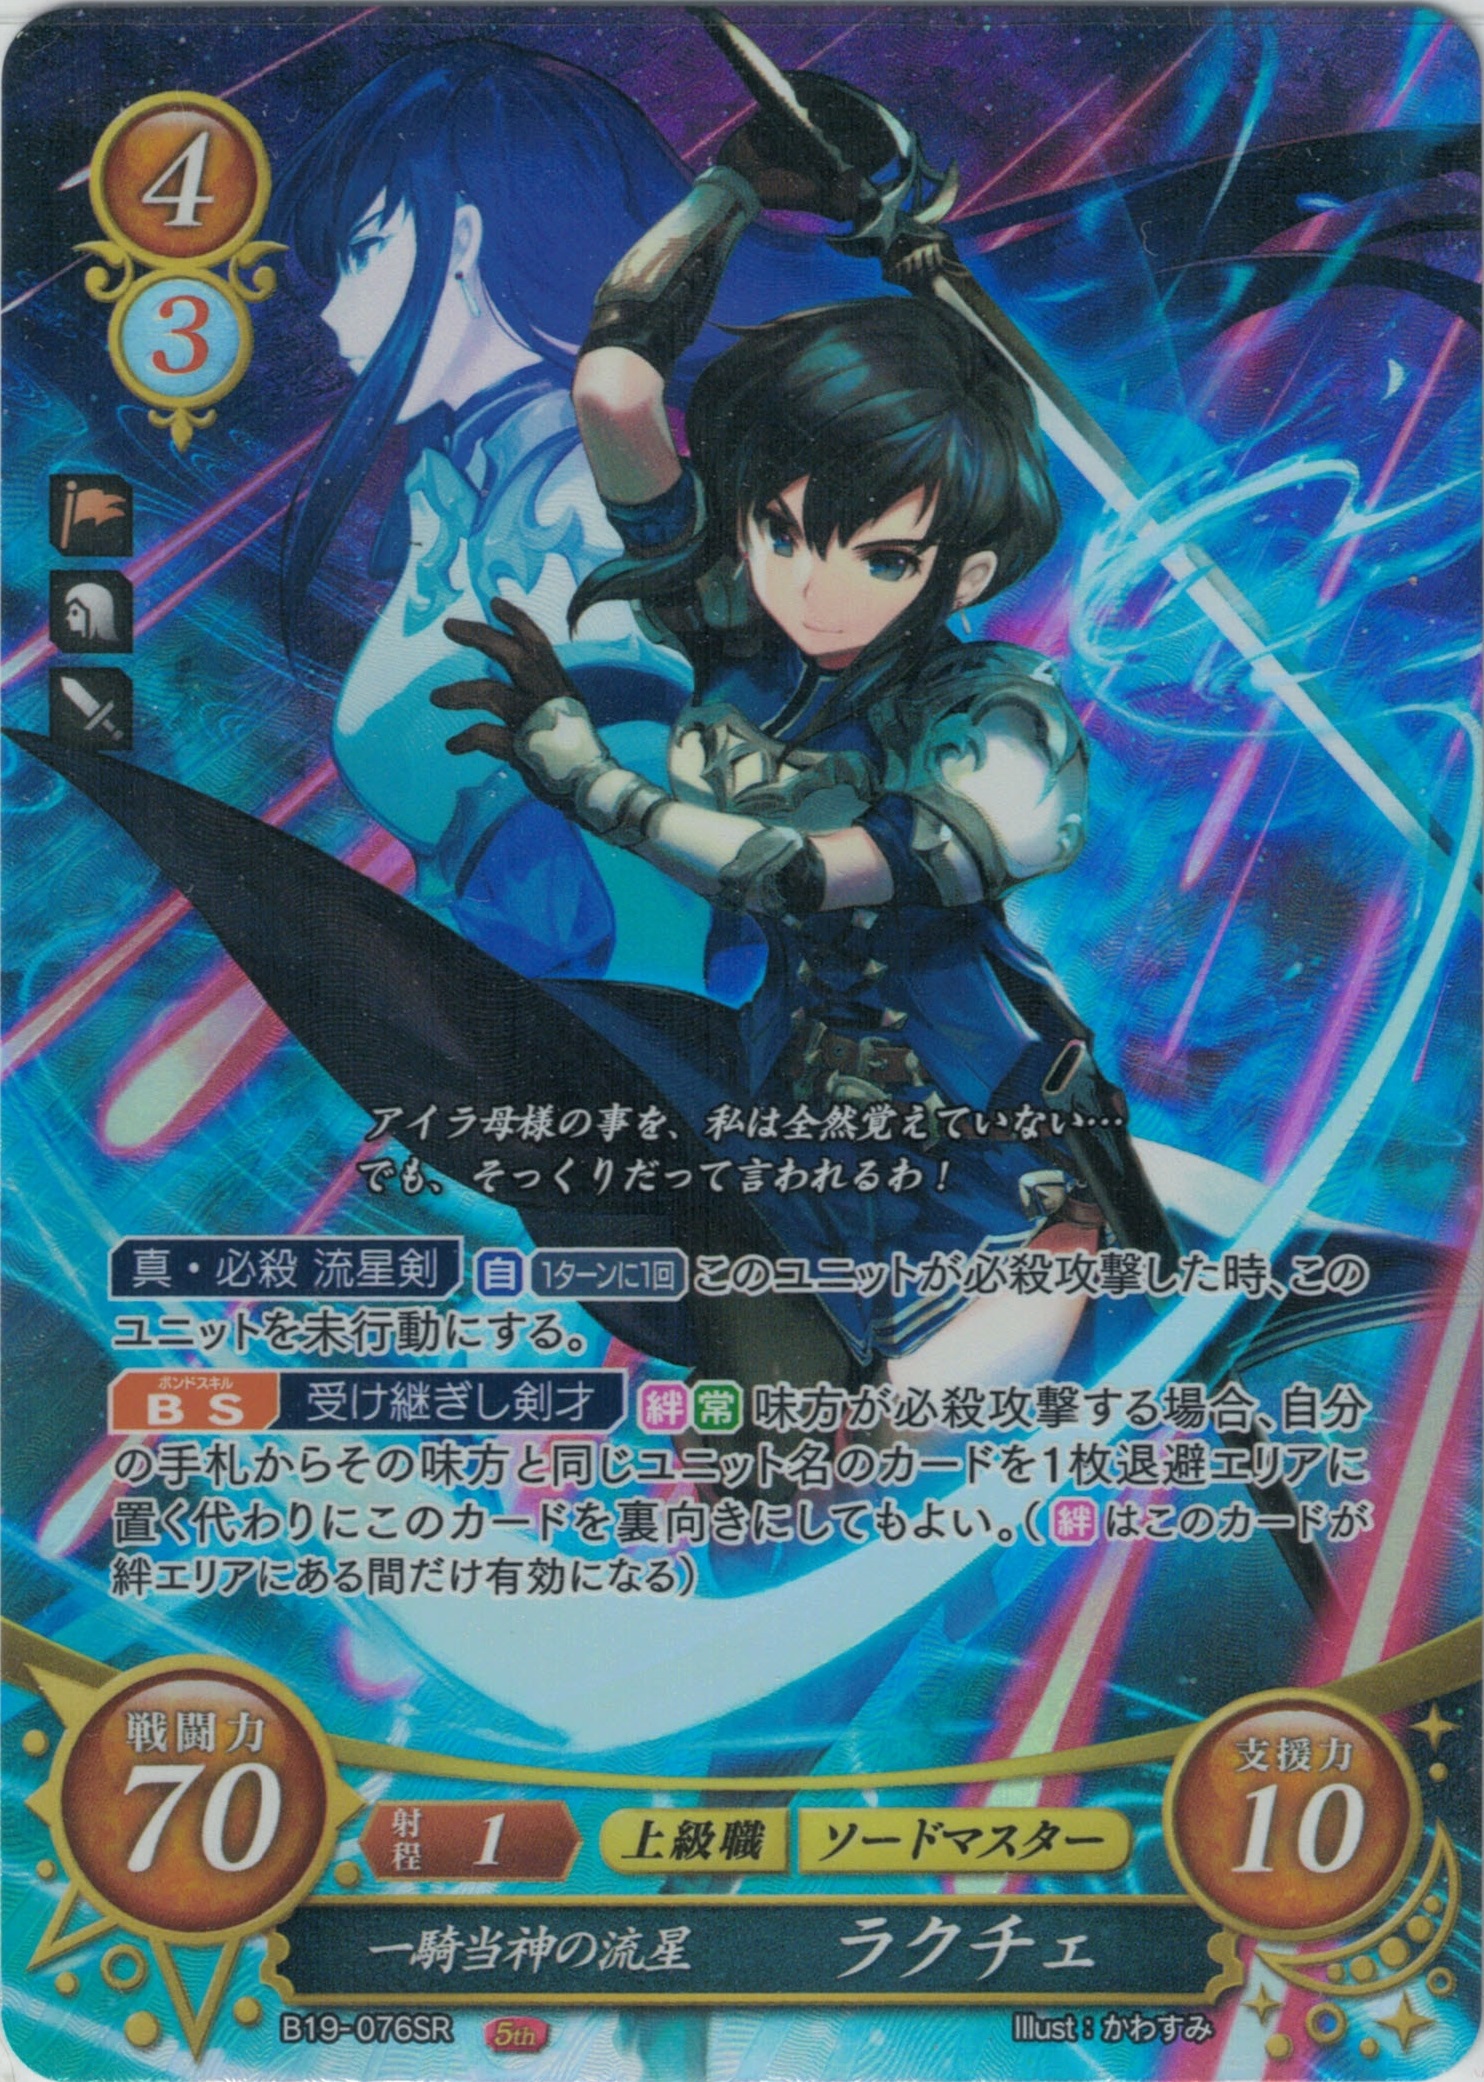 4
3
アイラ母様の事を、私は全然覚えていない…
でも、そっくりだって言われるわ!
真・必殺 流星剣 自 1ターンに1回 このユニットが必殺攻撃した時、この
ユニットを未行動にする。
ボンドスキル
BS 受け継ぎし剣才 絆 常 味方が必殺攻撃する場合、自分
の手札からその味方と同じユニット名のカードを1枚退避エリアに
置く代わりにこのカードを裏向きにしてもよい。(絆はこのカードが
絆エリアにある間だけ有効になる)
戦闘力
70
射程 1
上級職 ソードマスター
支援力
10
一騎当神の流星 ラクチェ
B19-076SR 5th Illust:かわすみ